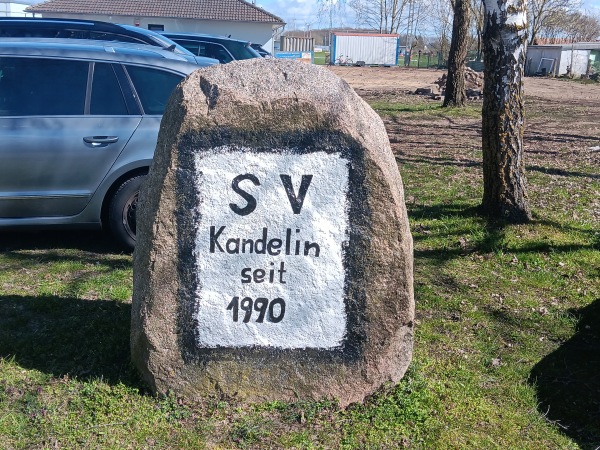 S V
Kandelin
seit
1990